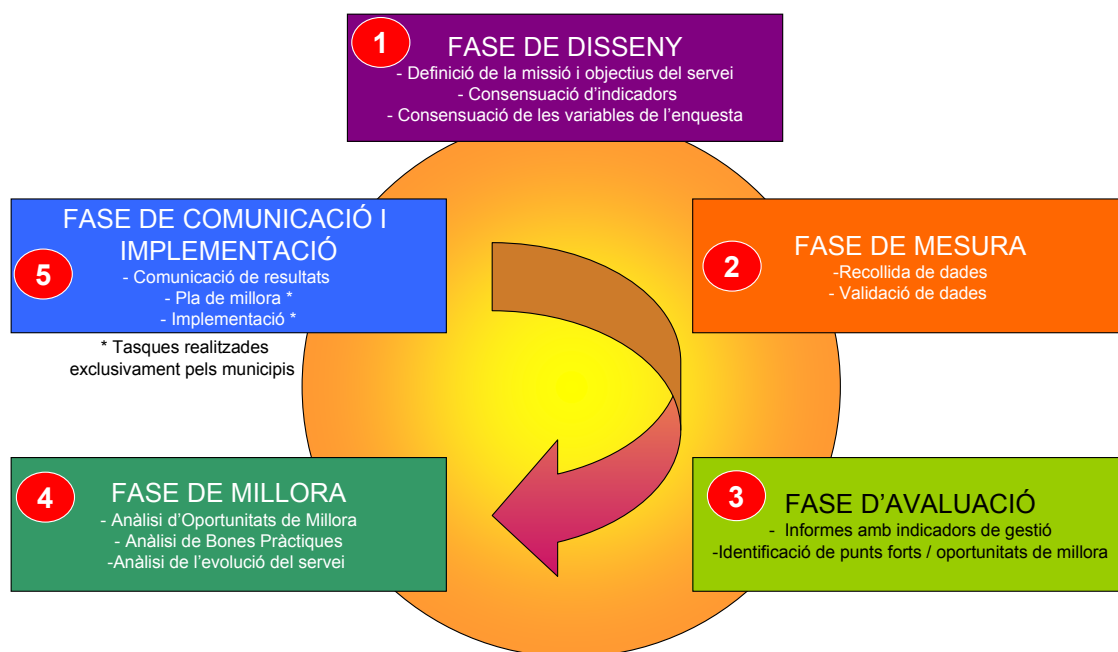 1
FASE DE DISSENY
- Definició de la missió i objectius del servei
- Consensuació d'indicadors
- Consensuació de les variables de l'enquesta
2
FASE DE MESURA
-Recollida de dades
- Validació de dades
3
FASE D'AVALUACIÓ
- Informes amb indicadors de gestió
-Identificació de punts forts / oportunitats de millora
4
FASE DE MILLORA
- Anàlisi d'Oportunitats de Millora
- Anàlisi de Bones Pràctiques
-Anàlisi de l'evolució del servei
5
FASE DE COMUNICACIÓ I
IMPLEMENTACIÓ
- Comunicació de resultats
- Pla de millora *
- Implementació *
* Tasques realitzades
exclusivament pels municipis